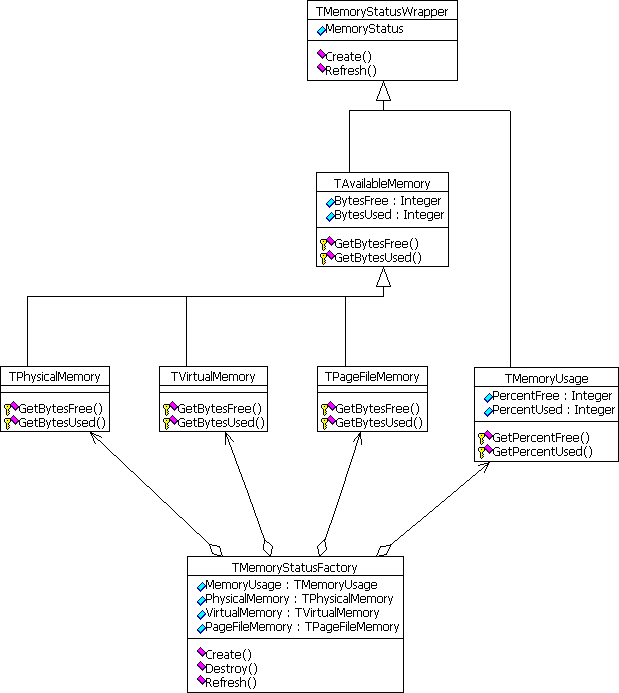 TMemoryStatusWrapper
MemoryStatus
Create()
Refresh()
TAvailableMemory
BytesFree : Integer
BytesUsed : Integer
GetBytesFree()
GetBytesUsed()
TPhysicalMemory
GetBytesFree()
GetBytesUsed()
TVirtualMemory
GetBytesFree()
GetBytesUsed()
TPageFileMemory
GetBytesFree()
GetBytesUsed()
TMemoryUsage
PercentFree : Integer
PercentUsed : Integer
GetPercentFree()
GetPercentUsed()
TMemoryStatusFactory
MemoryUsage : TMemoryUsage
PhysicalMemory : TPhysicalMemory
VirtualMemory : TVirtualMemory
PageFileMemory : TPageFileMemory
Create()
Destroy()
Refresh()